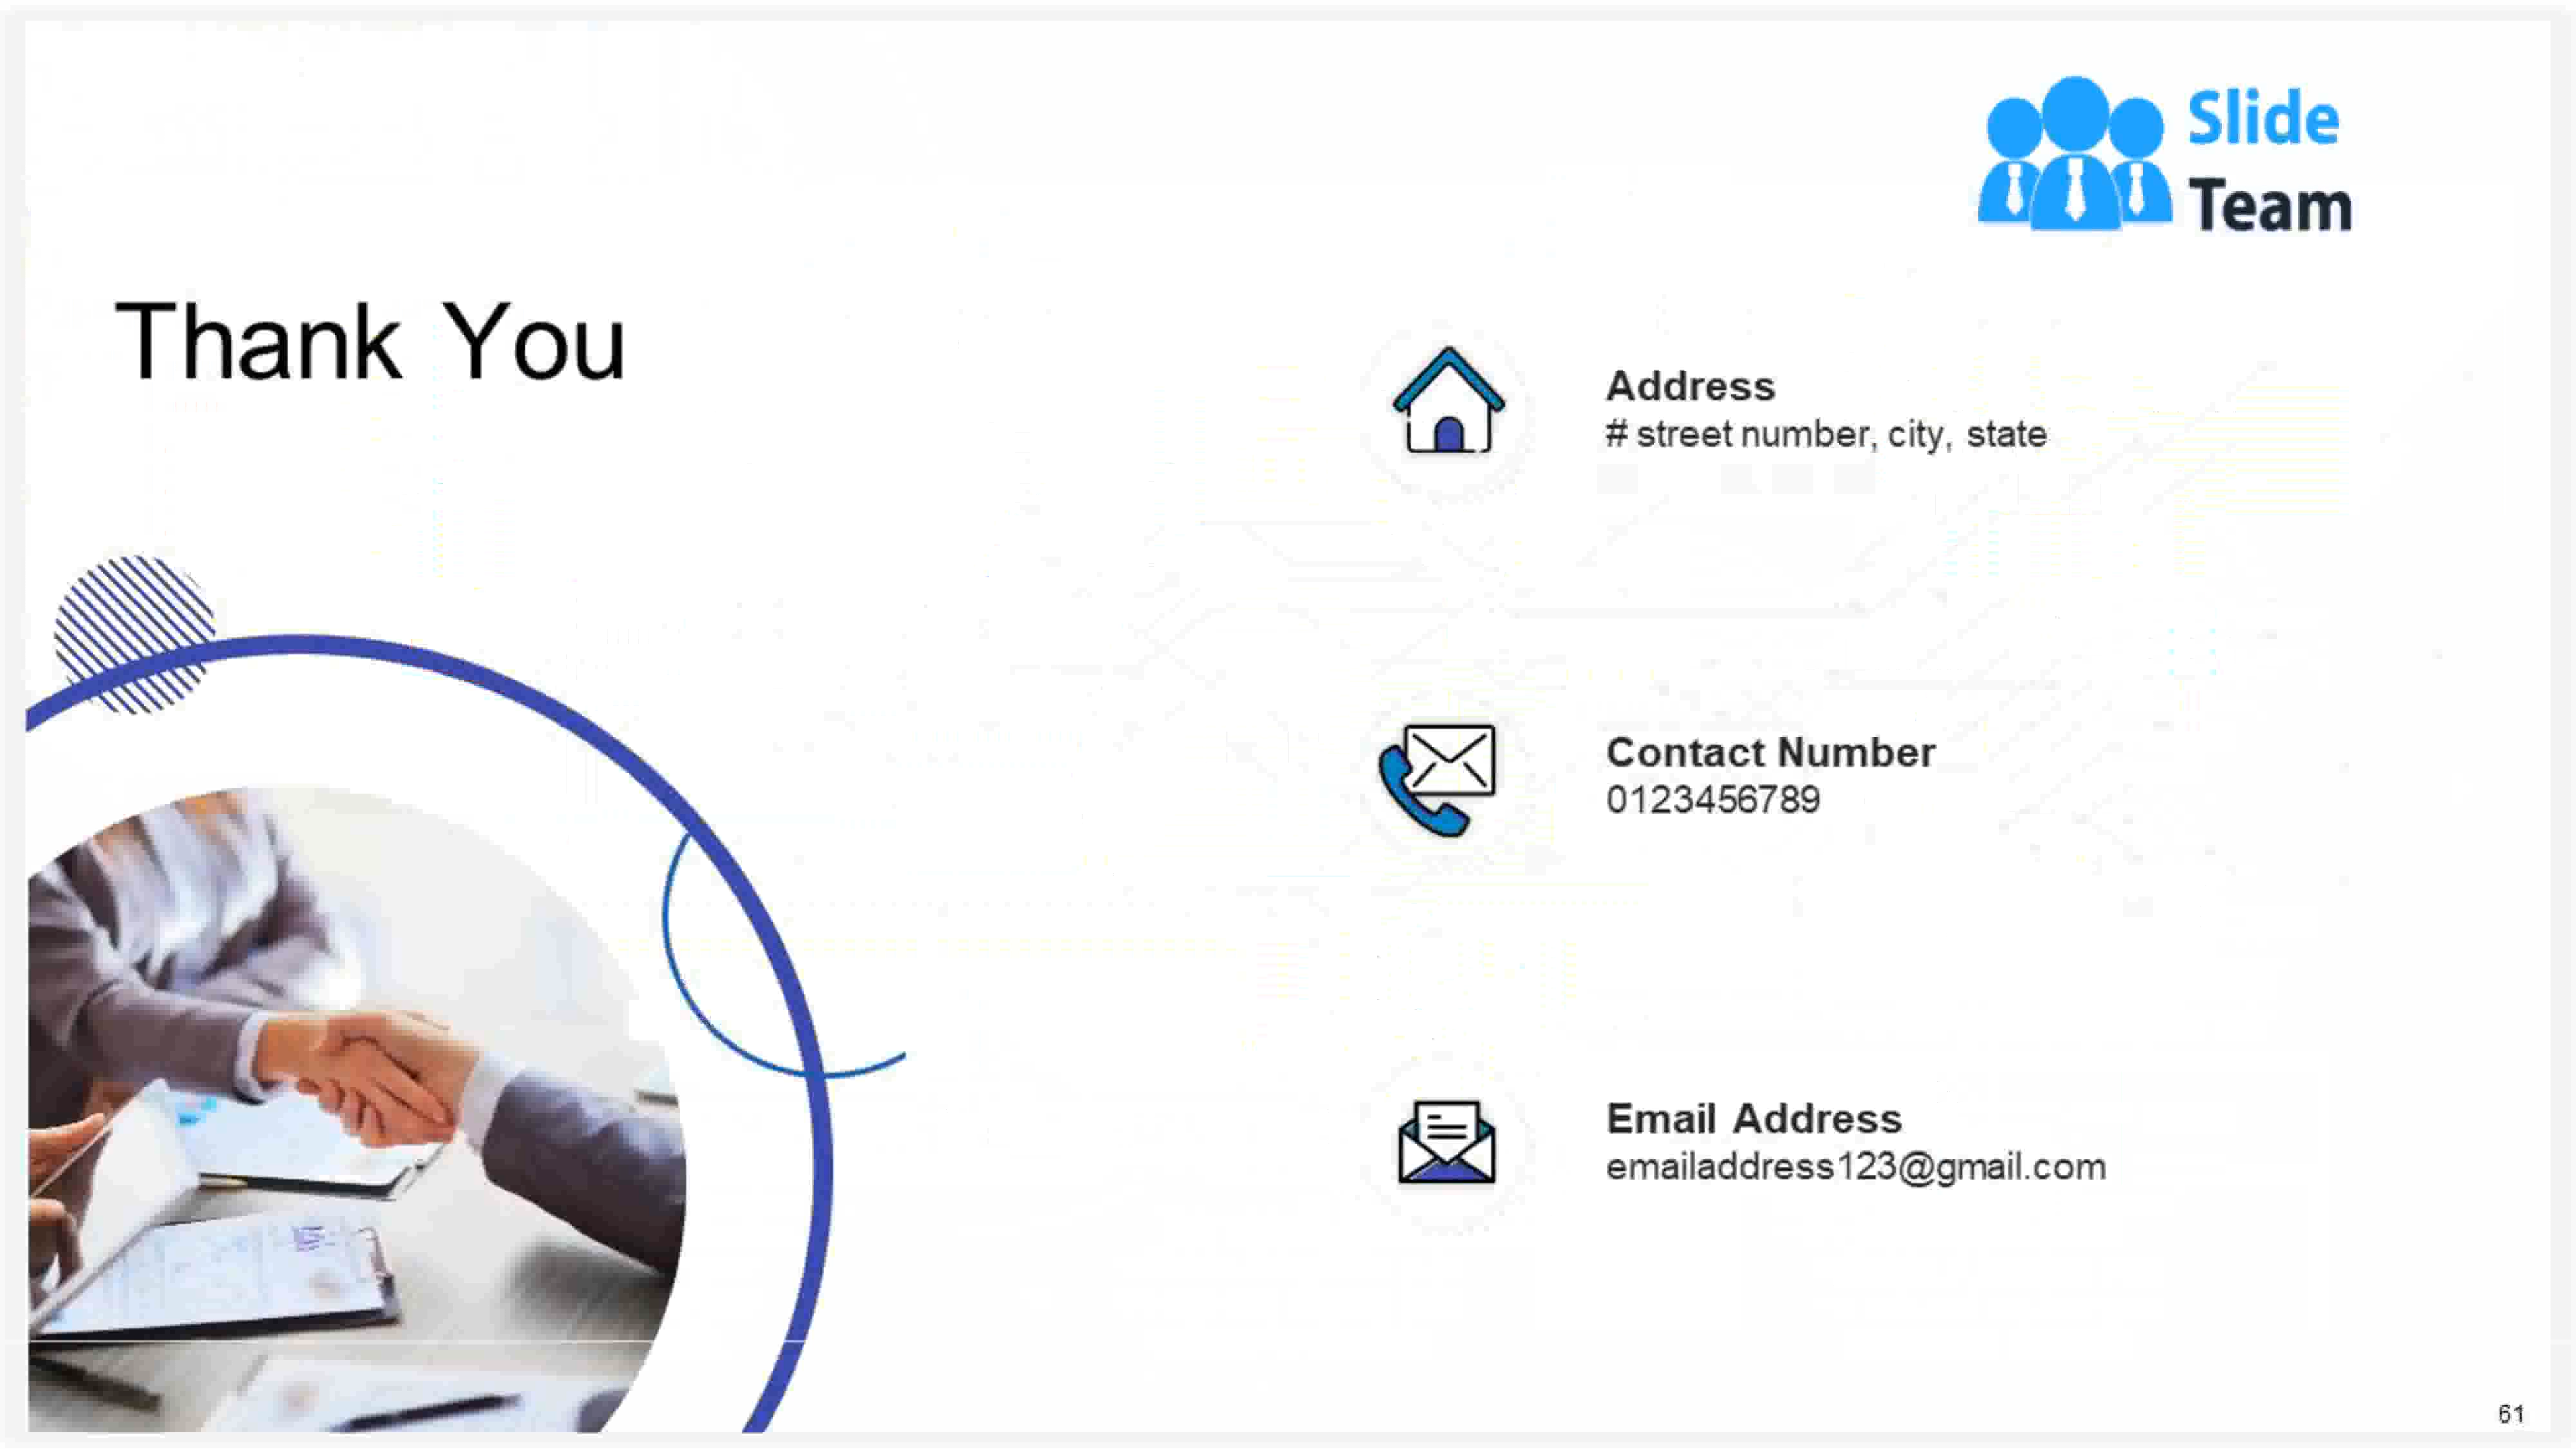 Slide
Team
Thank You
Address
# street number, city, state
Contact Number
0123456789
Email Address
emailaddress123@gmail.com
61